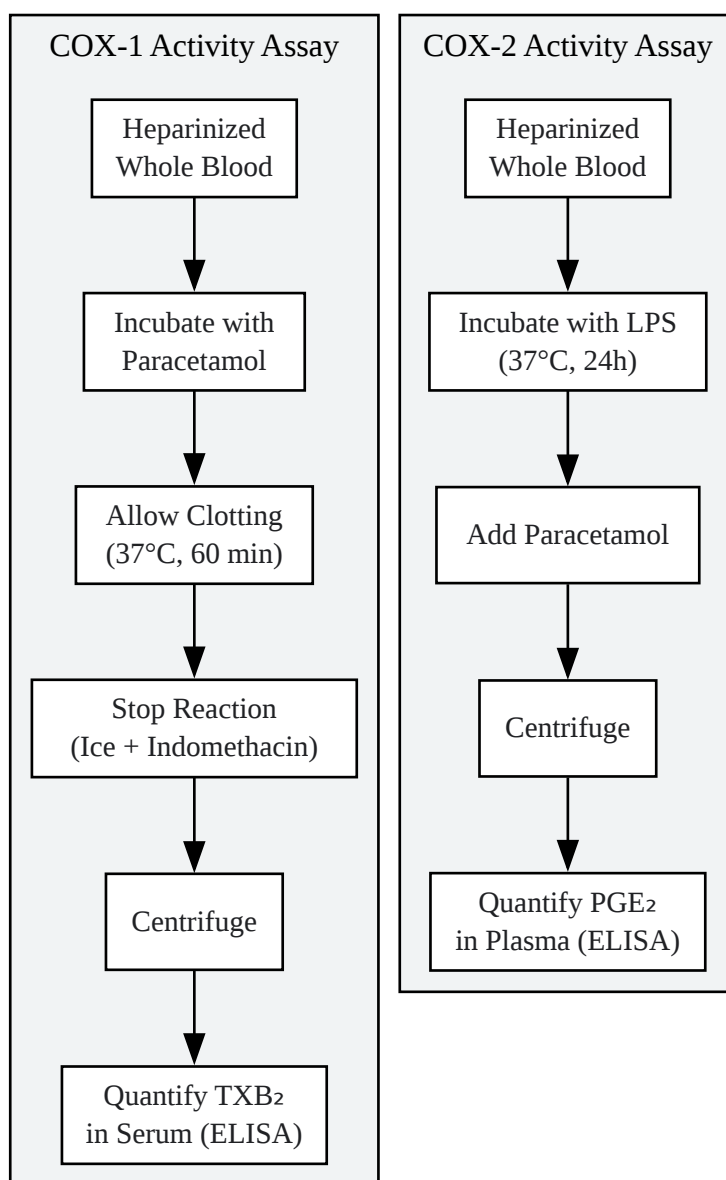 COX-1 Activity Assay
Heparinized
Whole Blood
Incubate with
Paracetamol
Allow Clotting
(37°C, 60 min)
Stop Reaction
(Ice + Indomethacin)
Centrifuge
Quantify TXB₂
in Serum (ELISA)
COX-2 Activity Assay
Heparinized
Whole Blood
Incubate with LPS
(37°C, 24h)
Add Paracetamol
Centrifuge
Quantify PGE₂
in Plasma (ELISA)